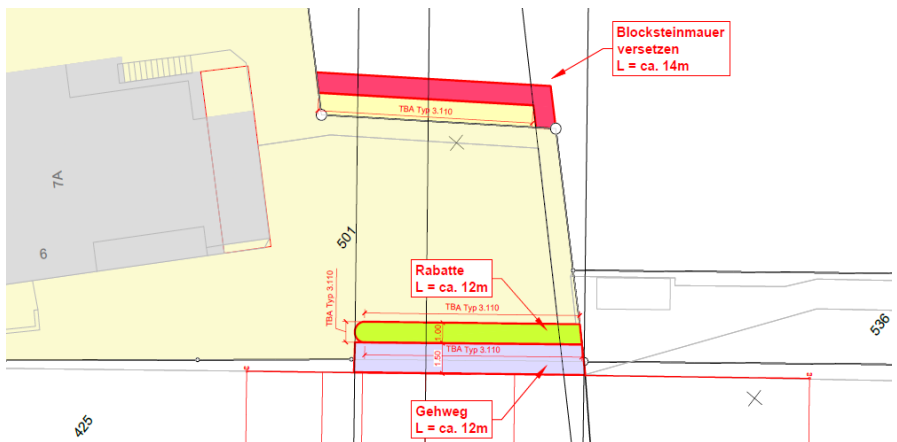 Blocksteinmauer
versetzen
L = ca. 14m
TBA Typ 3.110
7A
6
501
Rabatte
L = ca. 12m
TBA Typ 3.110
TBA Typ 3.110
1.00
TBA Typ 3.110
1.50
536
Gehweg
L = ca. 12m
425